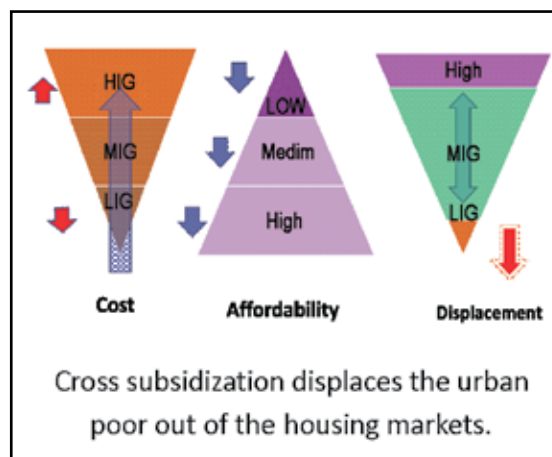 HIG
MIG
LIG
Cost
LOW
Medim
High
Affordability
High
MIG
LIG
Displacement
Cross subsidization displaces the urban
poor out of the housing markets.